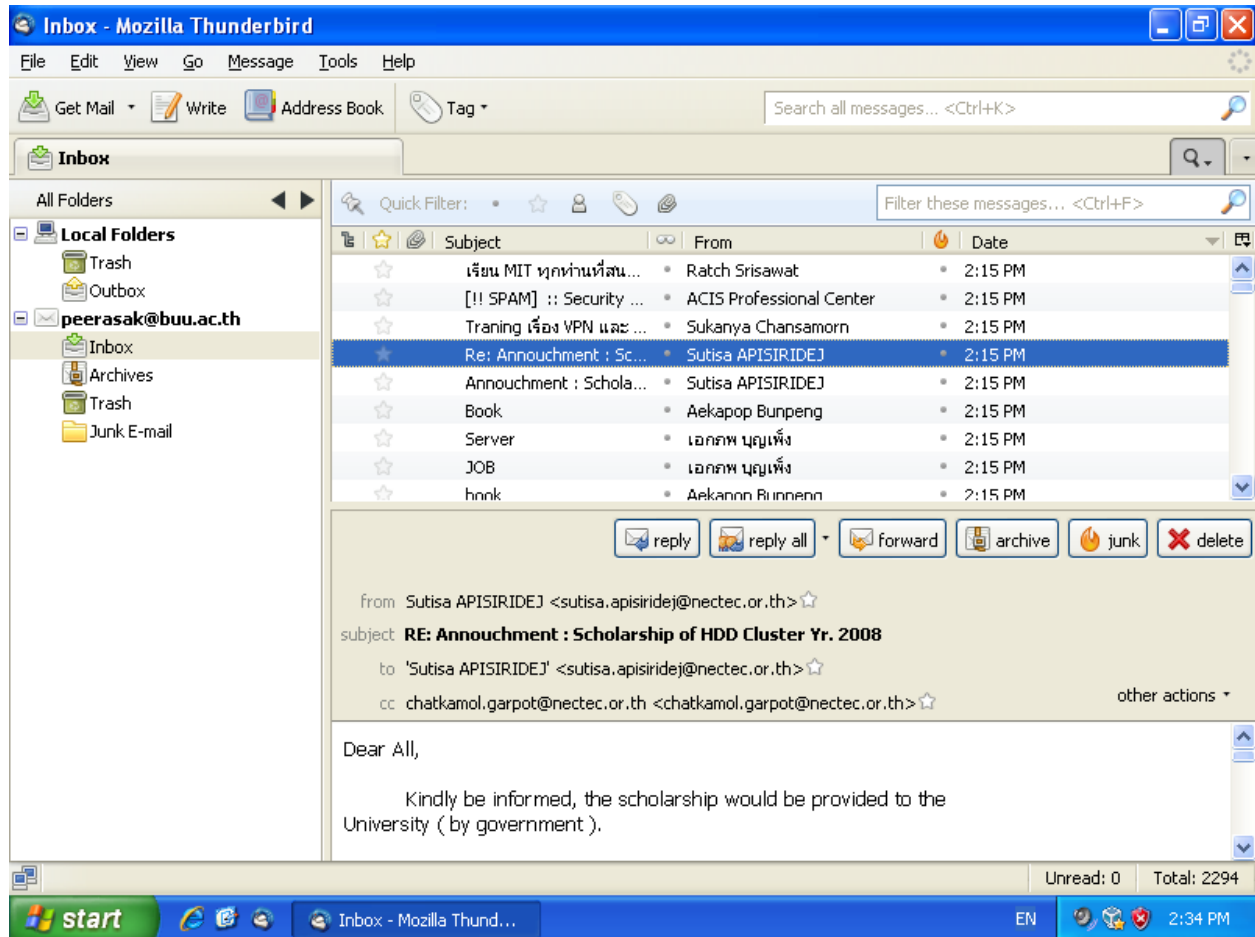 Inbox - Mozilla Thunderbird
File Edit View Go Message Tools Help
Get Mail Write Address Book Tag Search all messages... <Ctrl+K>
Inbox
All Folders
Quick Filter: Filter these messages... <Ctrl+F>
Local Folders
Trash
Outbox
peerasak@buu.ac.th
Inbox
Archives
Trash
Junk E-mail
Subject From Date
เรียน MIT ทุกท่านที่สน... Ratch Srisawat 2:15 PM
[!! SPAM] :: Security ... ACIS Professional Center 2:15 PM
Traning เรื่อง VPN และ ... Sukanya Chansamorn 2:15 PM
Re: Annouchment : Sc... Sutisa APISIRIDEJ 2:15 PM
Annouchment : Schola... Sutisa APISIRIDEJ 2:15 PM
Book Aekapop Bunpeng 2:15 PM
Server เอกภพ บุญเพ็ง 2:15 PM
JOB เอกภพ บุญเพ็ง 2:15 PM
book Aekapop Bunpeng 2:15 PM
reply reply all forward archive junk delete
from Sutisa APISIRIDEJ <sutisa.apisiridej@nectec.or.th>
subject RE: Annouchment : Scholarship of HDD Cluster Yr. 2008
to 'Sutisa APISIRIDEJ' <sutisa.apisiridej@nectec.or.th>
cc chatkamol.garpot@nectec.or.th <chatkamol.garpot@nectec.or.th> other actions
Dear All,
Kindly be informed, the scholarship would be provided to the
University ( by government ).
Unread: 0 Total: 2294
start Inbox - Mozilla Thund... EN 2:34 PM